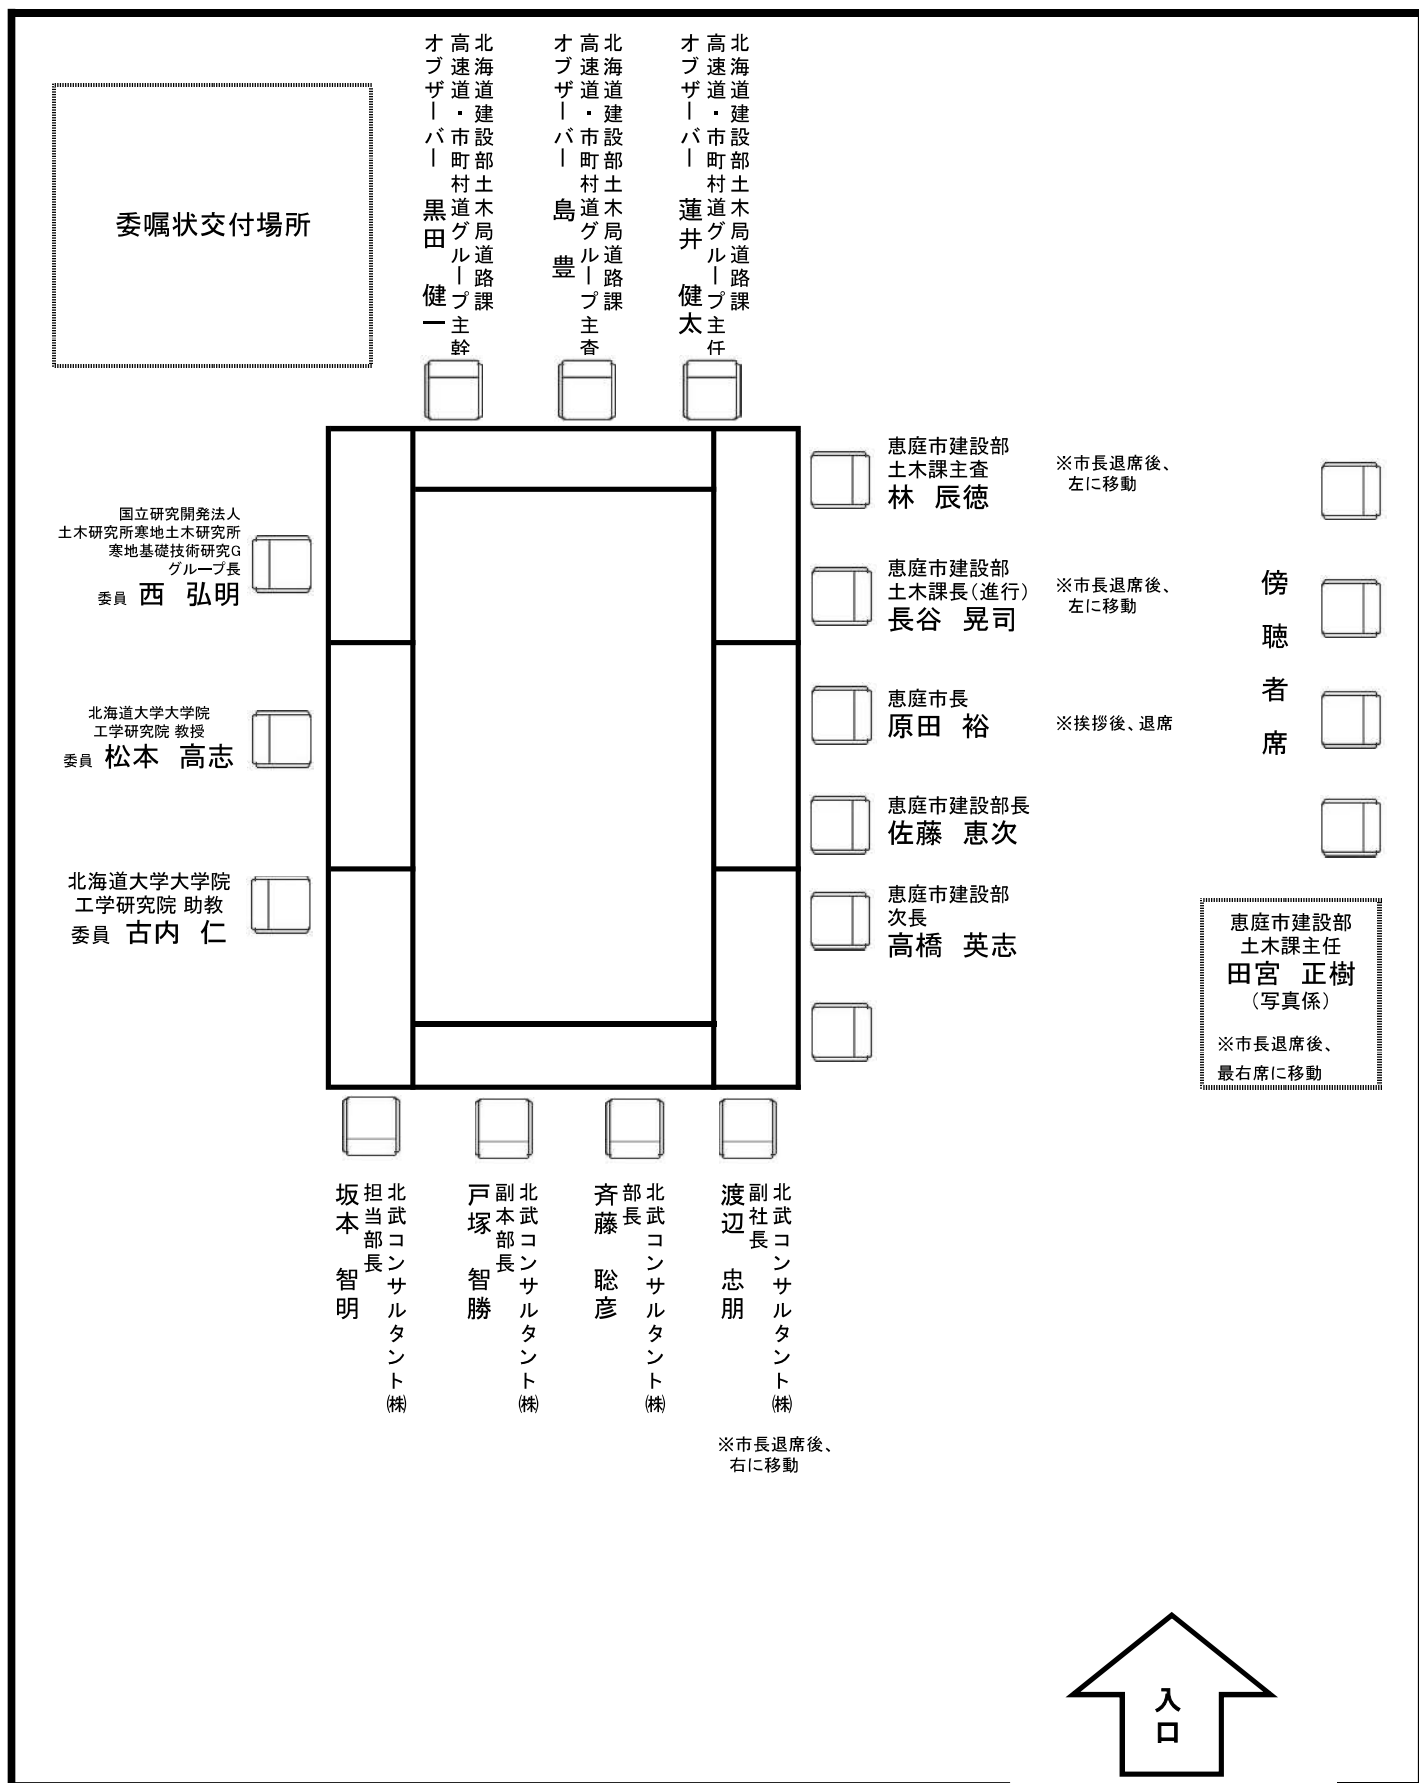 北海道建設部土木局道路課
高速道・市町村道グループ主幹
オブザーバー 黒田 健一
北海道建設部土木局道路課
高速道・市町村道グループ主査
オブザーバー 島 豊
北海道建設部土木局道路課
高速道・市町村道グループ主任
オブザーバー 蓮井 健太
委嘱状交付場所
国立研究開発法人
土木研究所寒地土木研究所
寒地基礎技術研究G
グループ長
委員 西 弘明
北海道大学大学院
工学研究院 教授
委員 松本 高志
北海道大学大学院
工学研究院 助教
委員 古内 仁
恵庭市建設部
土木課主査
林 辰徳
※市長退席後、
左に移動
恵庭市建設部
土木課長(進行)
長谷 晃司
※市長退席後、
左に移動
恵庭市長
原田 裕
※挨拶後、退席
恵庭市建設部長
佐藤 恵次
恵庭市建設部
次長
高橋 英志
傍聴者席
恵庭市建設部
土木課主任
田宮 正樹
(写真係)
※市長退席後、
最右席に移動
北武コンサルタント㈱
担当部長
坂本 智明
北武コンサルタント㈱
副本部長
戸塚 智勝
北武コンサルタント㈱
部長
斉藤 聡彦
北武コンサルタント㈱
副社長
渡辺 忠朋
※市長退席後、
右に移動
入口